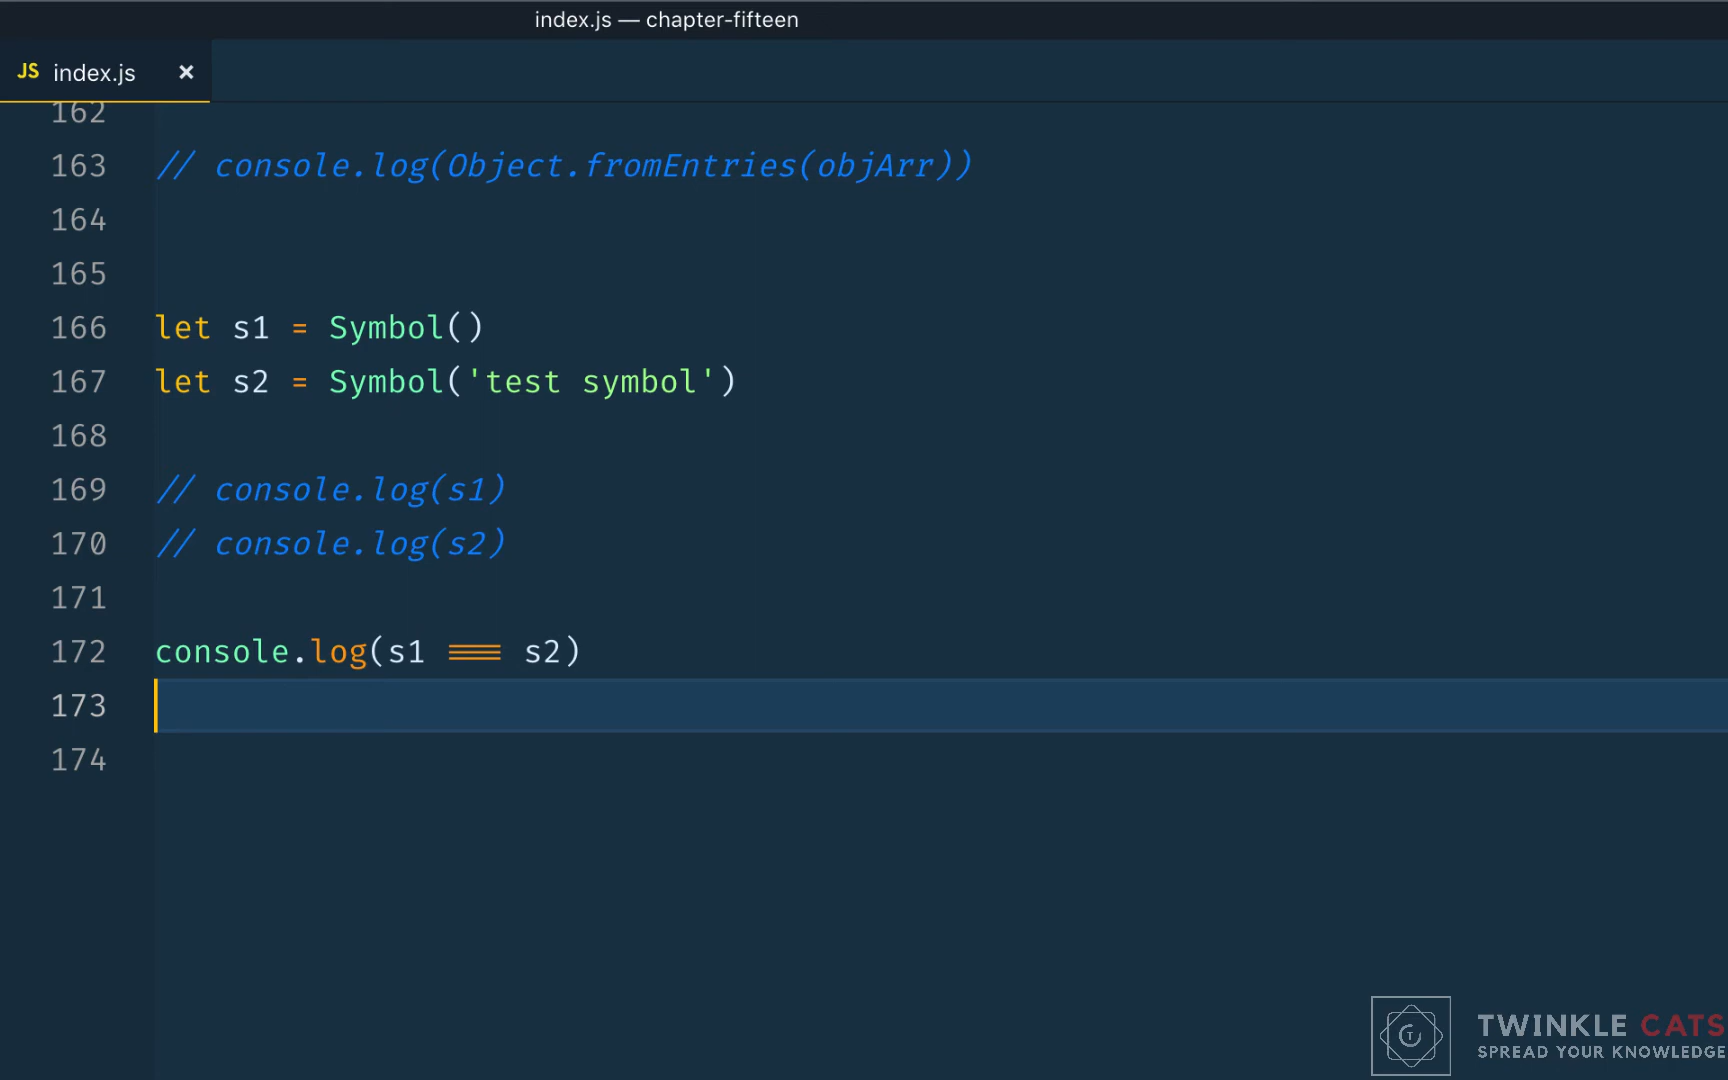 index.js — chapter-fifteen
JS index.js ×
162
163 // console.log(Object.fromEntries(objArr))
164
165
166 let s1 = Symbol()
167 let s2 = Symbol('test symbol')
168
169 // console.log(s1)
170 // console.log(s2)
171
172 console.log(s1 === s2)
173
174
TWINKLE CATS
SPREAD YOUR KNOWLEDGE